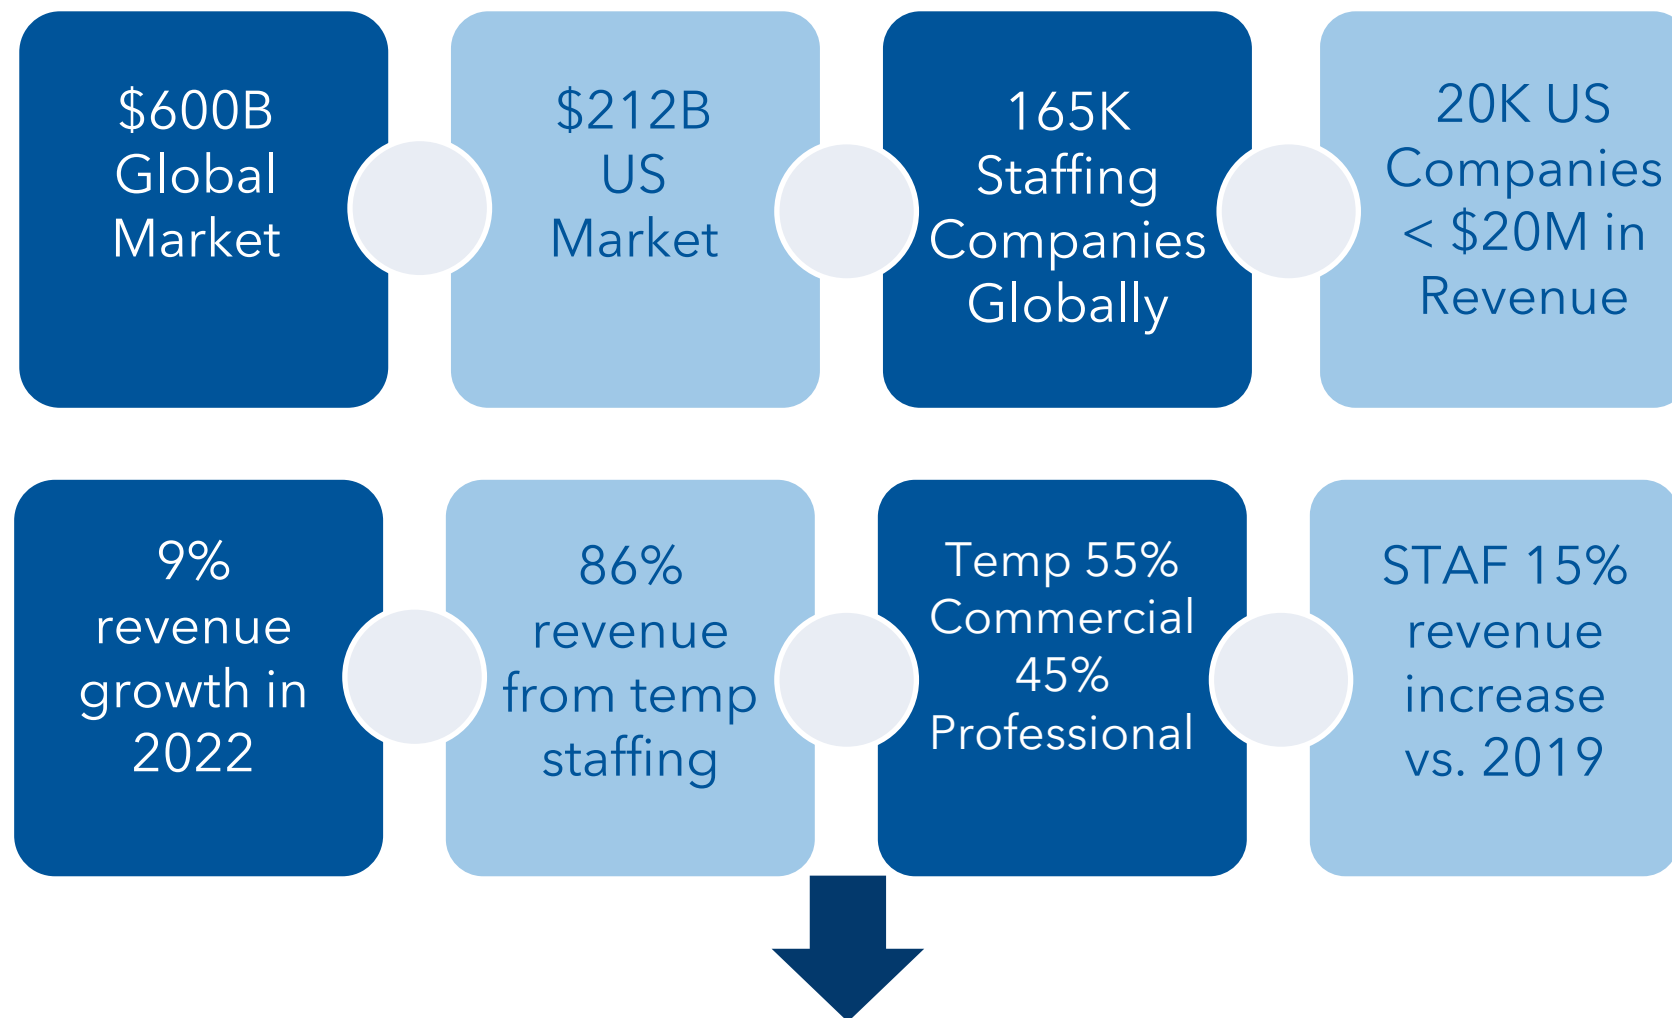 $600B
Global
Market
$212B
US
Market
165K
Staffing
Companies
Globally
20K US
Companies
< $20M in
Revenue
9%
revenue
growth in
2022
86%
revenue
from temp
staffing
Temp 55%
Commercial
45%
Professional
STAF 15%
revenue
increase
vs. 2019